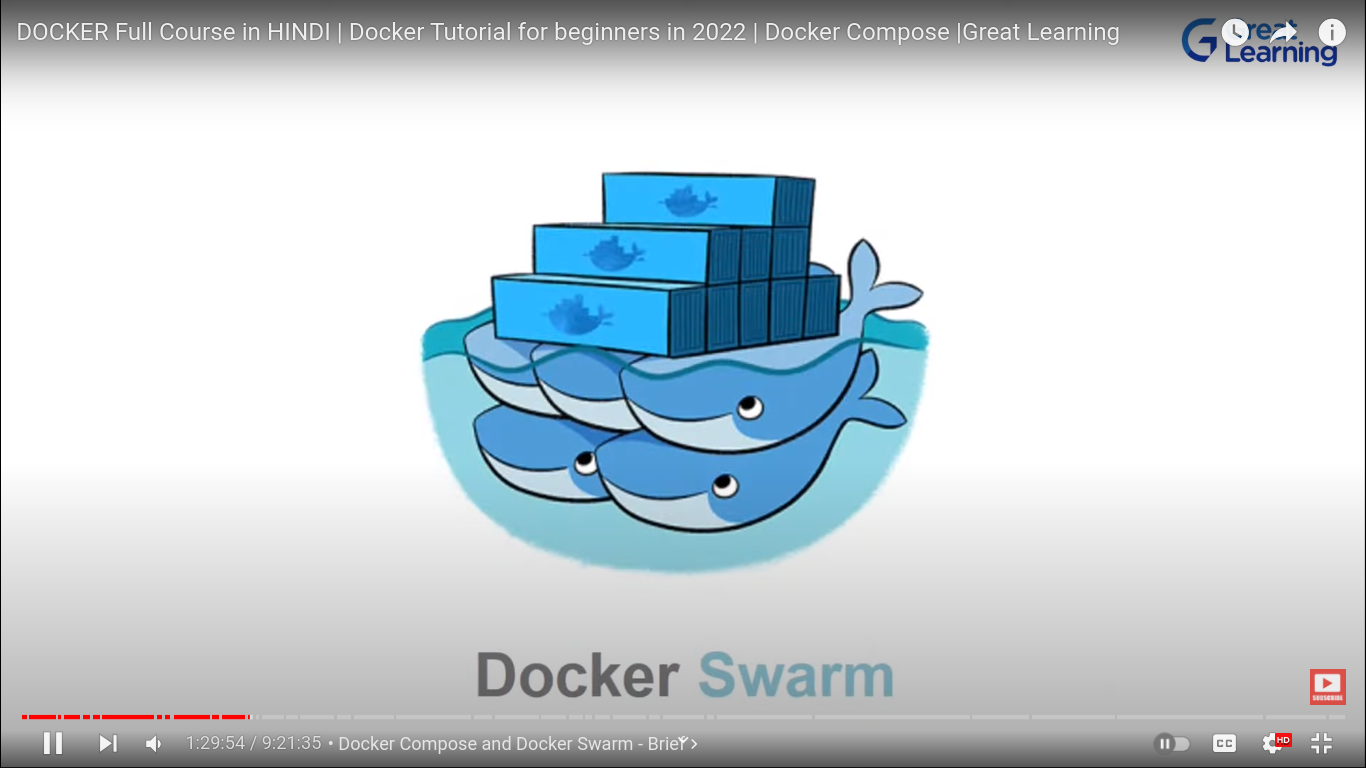 DOCKER Full Course in HINDI | Docker Tutorial for beginners in 2022 | Docker Compose |Great Learning
Great
Learning
Docker Swarm
SUBSCRIBE
1:29:54 / 9:21:35 • Docker Compose and Docker Swarm - Brief
CC
HD